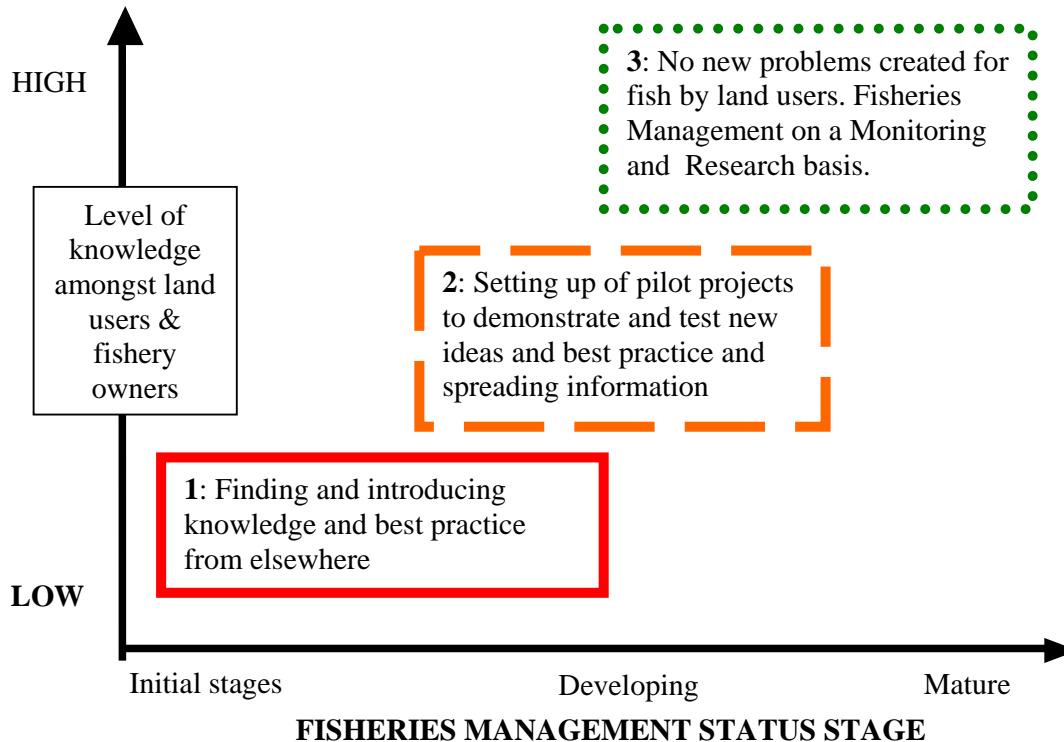 HIGH
3: No new problems created for
fish by land users. Fisheries
Management on a Monitoring
and Research basis.
Level of
knowledge
amongst land
users &
fishery
owners
2: Setting up of pilot projects
to demonstrate and test new
ideas and best practice and
spreading information
1: Finding and introducing
knowledge and best practice
from elsewhere
LOW
Initial stages
Developing
Mature
FISHERIES MANAGEMENT STATUS STAGE